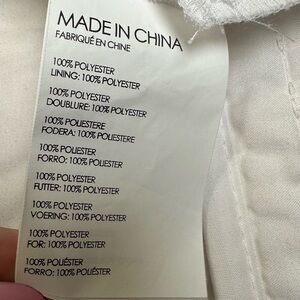 MADE IN CHINA
FABRIQUÉ EN CHINE
100% POLYESTER
LINING: 100% POLYESTER
100% POLYESTER
DOUBLURE: 100% POLYESTER
100% POLIESTERE
FODERA: 100% POLIESTERE
100% POLIÉSTER
FORRO: 100% POLIÉSTER
100% POLYESTER
FUTTER: 100% POLYESTER
100% POLYESTER
VOERING: 100% POLYESTER
100% POLYESTER
FOR: 100% POLYESTER
100% POLIÉSTER
FORRO: 100% POLIÉSTER